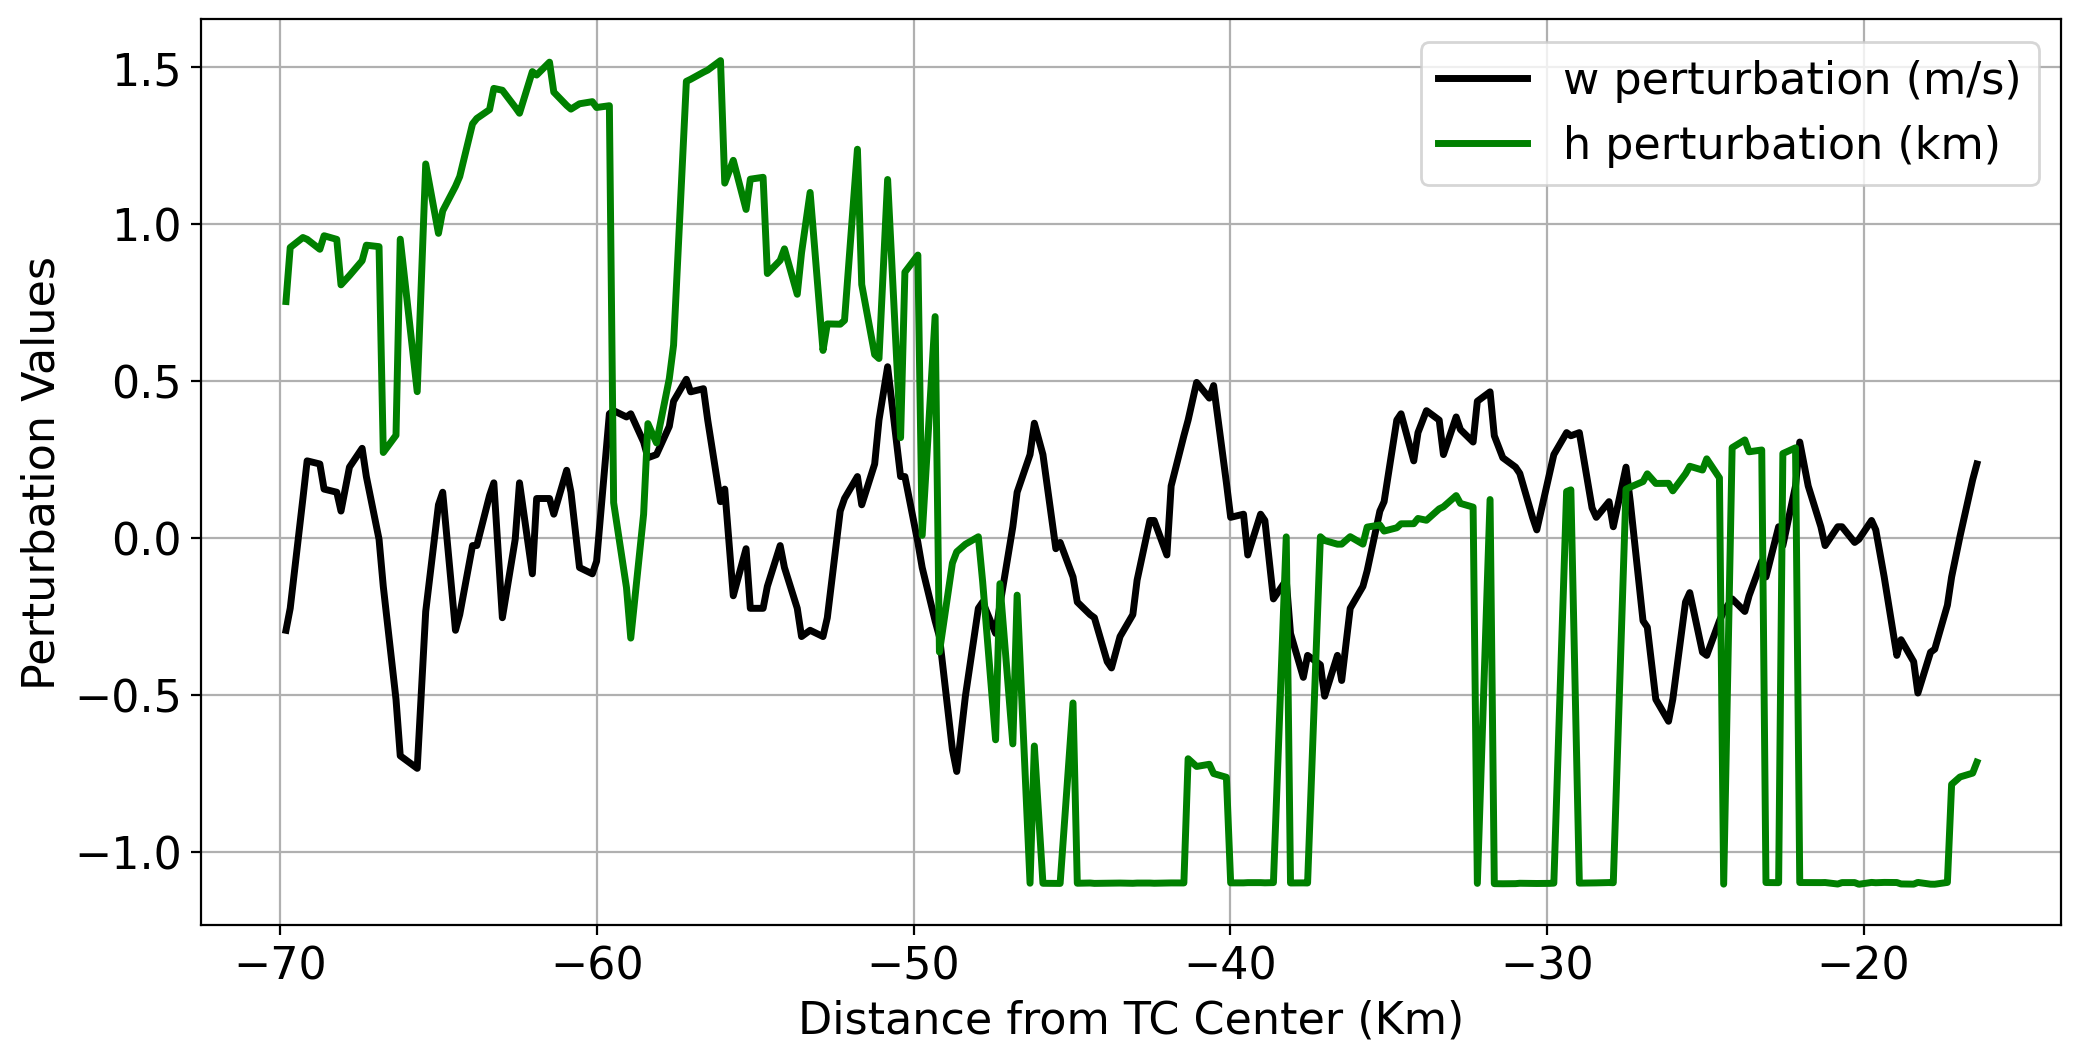 1.5
1.0
0.5
0.0
−0.5
−1.0
Perturbation Values
w perturbation (m/s)
h perturbation (km)
−70 −60 −50 −40 −30 −20
Distance from TC Center (Km)